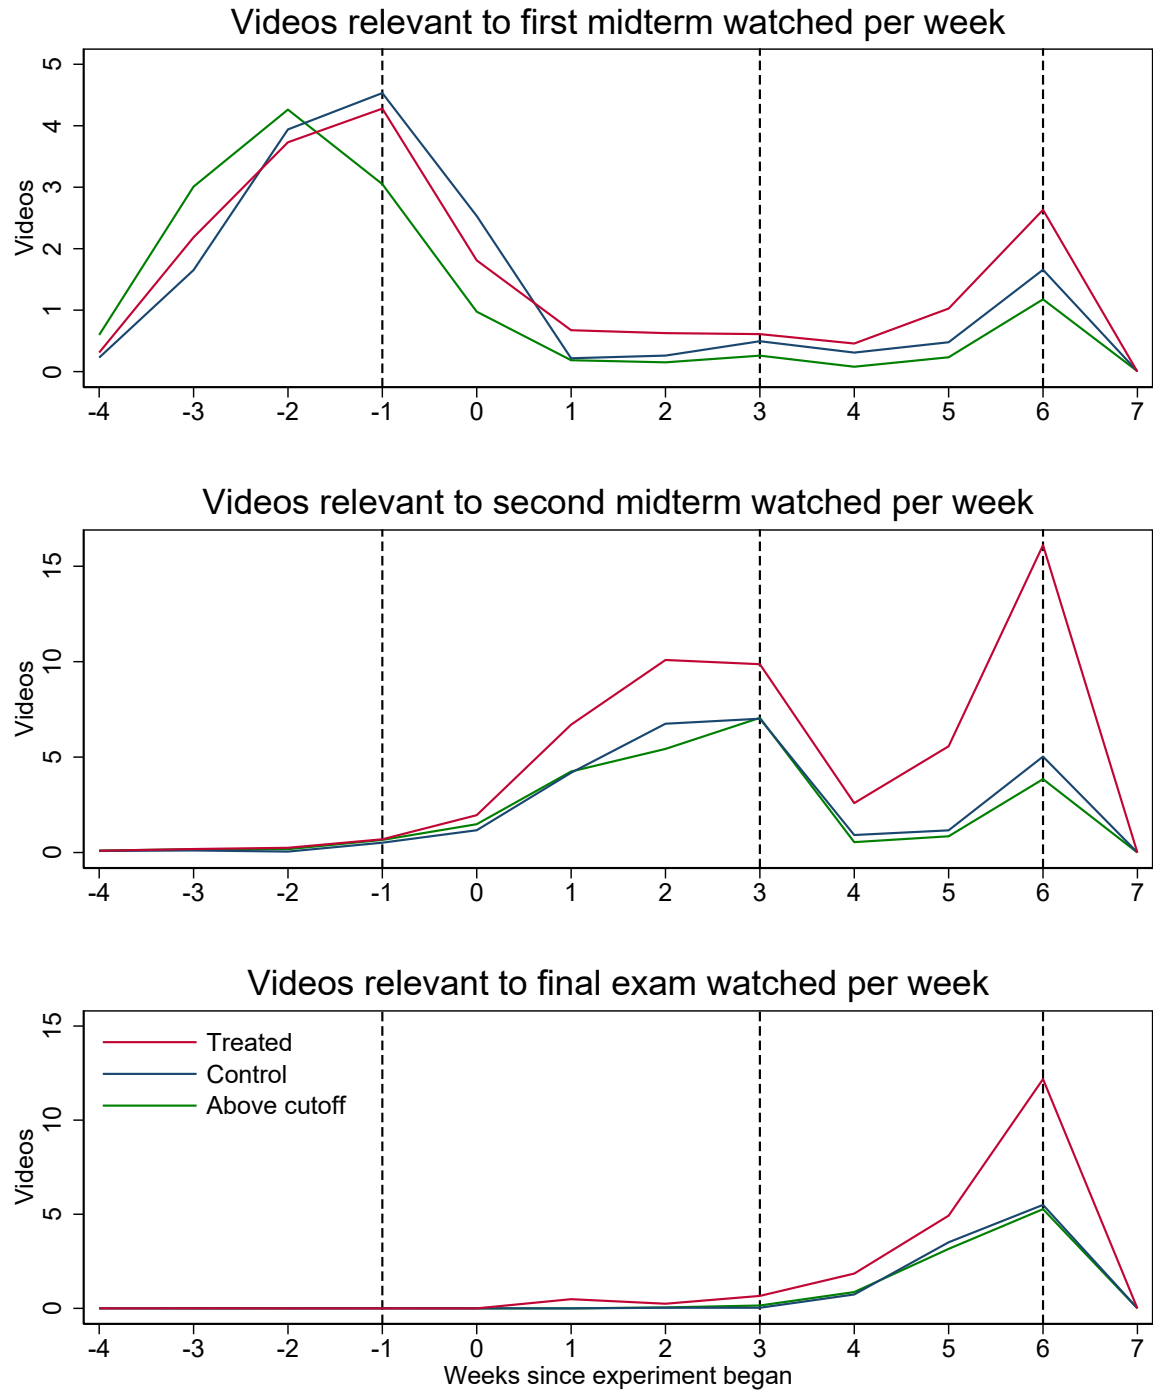 Videos relevant to first midterm watched per week
5
4
3
2
1
0
Videos
-4 -3 -2 -1 0 1 2 3 4 5 6 7
Videos relevant to second midterm watched per week
15
10
5
0
Videos
-4 -3 -2 -1 0 1 2 3 4 5 6 7
Videos relevant to final exam watched per week
15
10
5
0
Videos
Treated
Control
Above cutoff
-4 -3 -2 -1 0 1 2 3 4 5 6 7
Weeks since experiment began